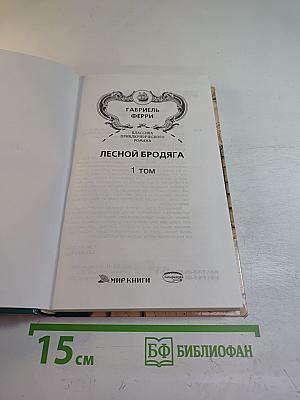 ГАБРИЕЛЬ
ФЕРРИ
КЛАССИКА
ПРИКЛЮЧЕНЧЕСКОГО
РОМАНА
ЛЕСНОЙ БРОДЯГА
1 том
МИР КНИГИ
15 см
БФ БИБЛИОФАН